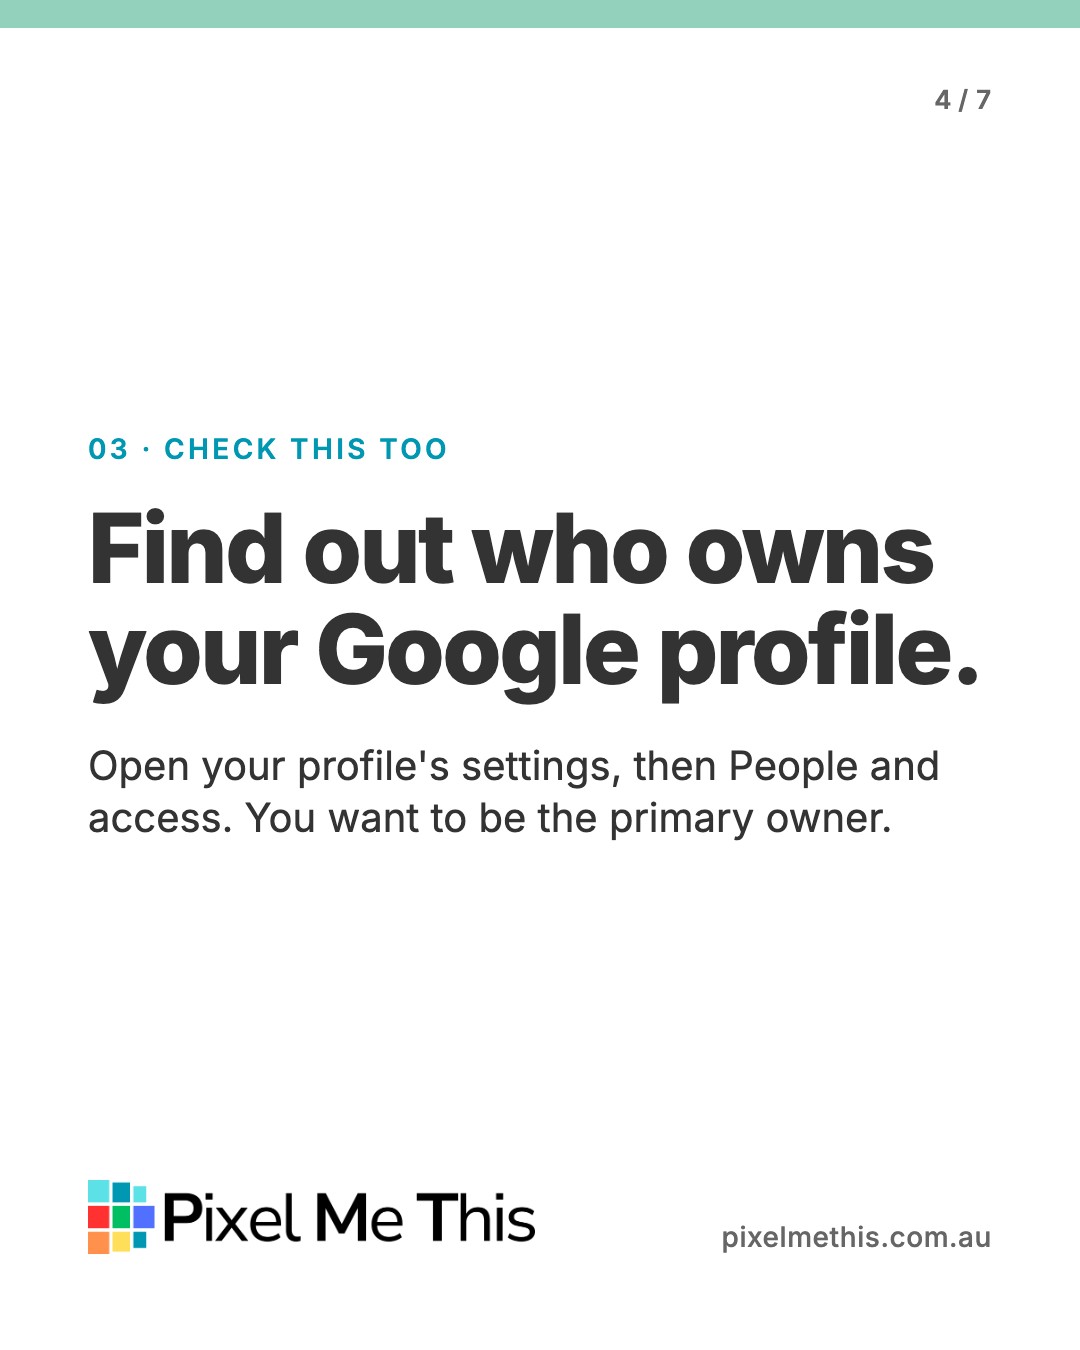 4 / 7
03 · CHECK THIS TOO
Find out who owns
your Google profile.
Open your profile's settings, then People and
access. You want to be the primary owner.
Pixel Me This
pixelmethis.com.au